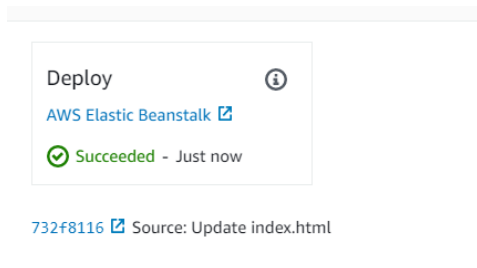 Deploy
AWS Elastic Beanstalk
Succeeded - Just now
732f8116 Source: Update index.html